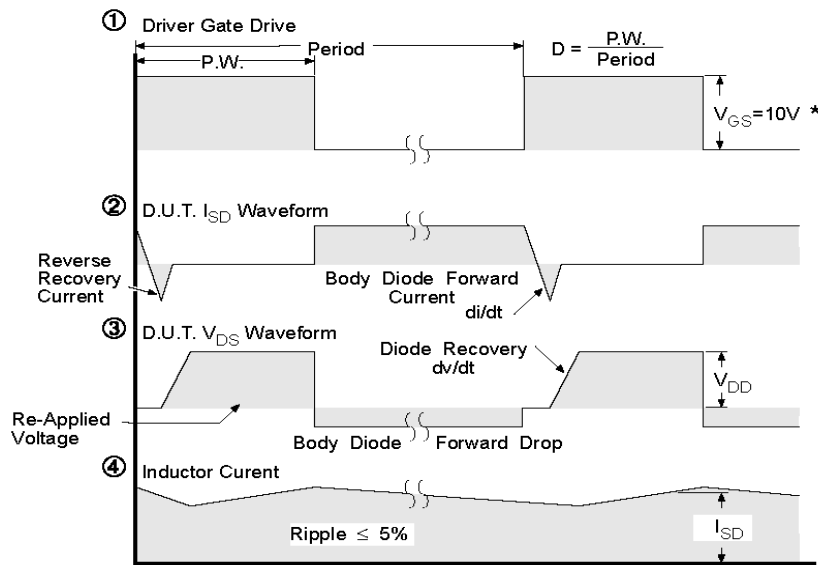 ① Driver Gate Drive
Period
P.W.
D = P.W. / Period
V_GS=10V *
② D.U.T. I_SD Waveform
Reverse
Recovery
Current
Body Diode Forward
Current
di/dt
③ D.U.T. V_DS Waveform
Diode Recovery
dv/dt
V_DD
Re-Applied
Voltage
Body Diode Forward Drop
④ Inductor Curent
Ripple ≤ 5%
I_SD